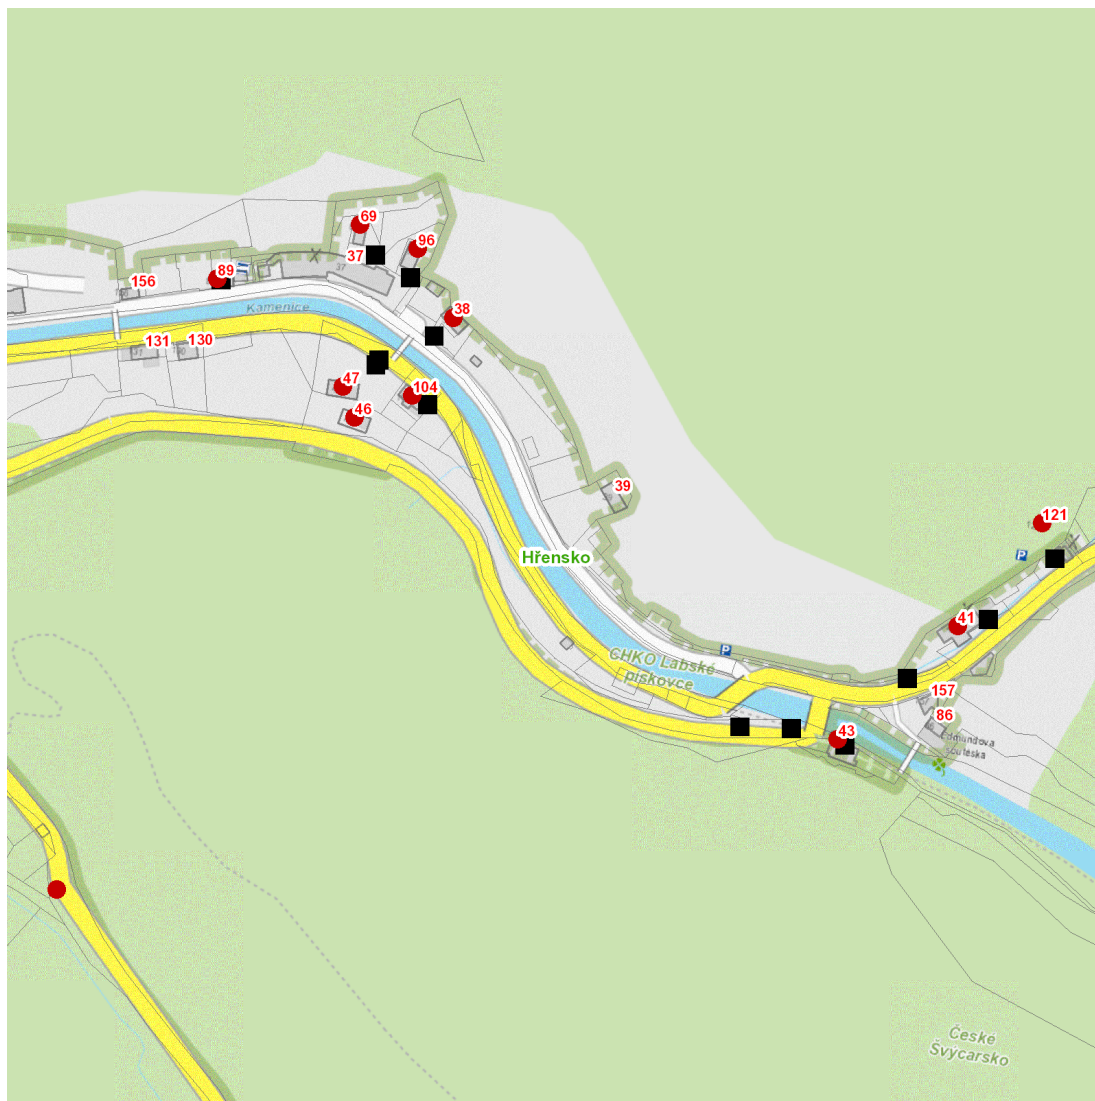 69
96
37
37
89
156
Kamenice
38
131
130
47
104
46
39
Hřensko
121
P
41
P
CHKO Labské
pískovce
157
86
43
Edmundova
soutěska
České
Švýcarsko